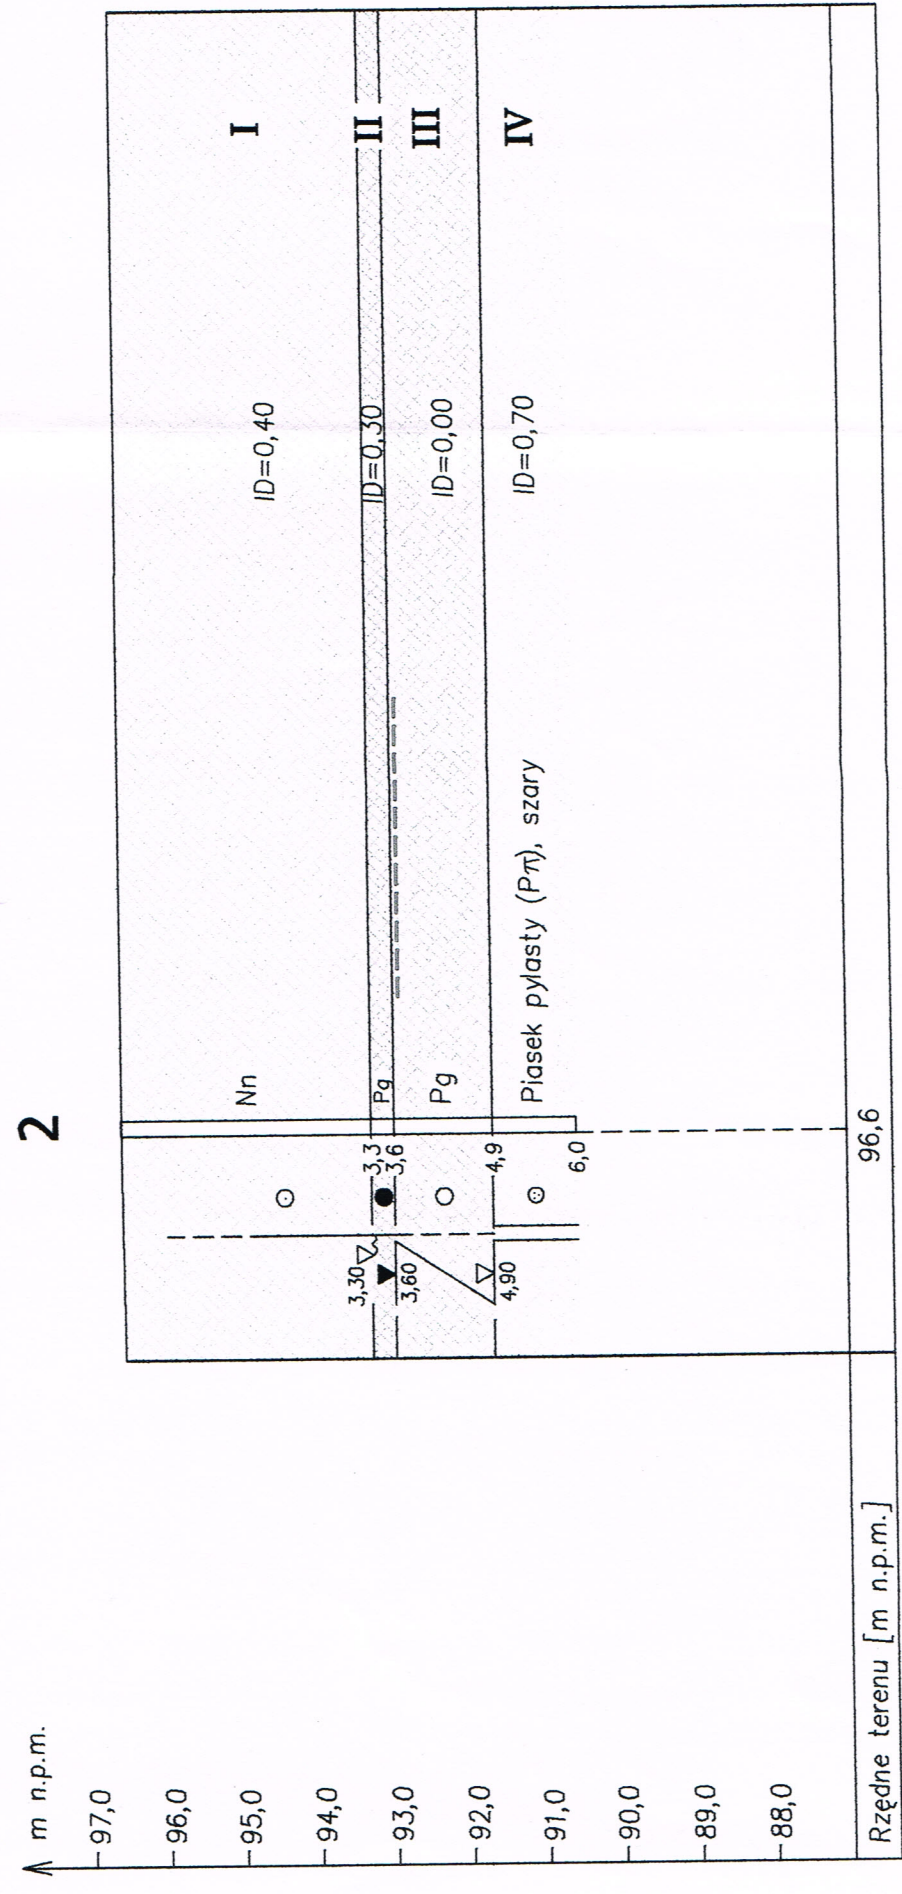 2
m n.p.m.
97,0
96,0
95,0
94,0
93,0
92,0
91,0
90,0
89,0
88,0
Nn
ID=0,40
I
3,30
3,3
Pg
ID=0,30
II
3,60
3,6
Pg
ID=0,00
III
4,90
4,9
Piasek pylasty (Pπ), szary
ID=0,70
IV
6,0
Rzędne terenu [m n.p.m.]
96,6